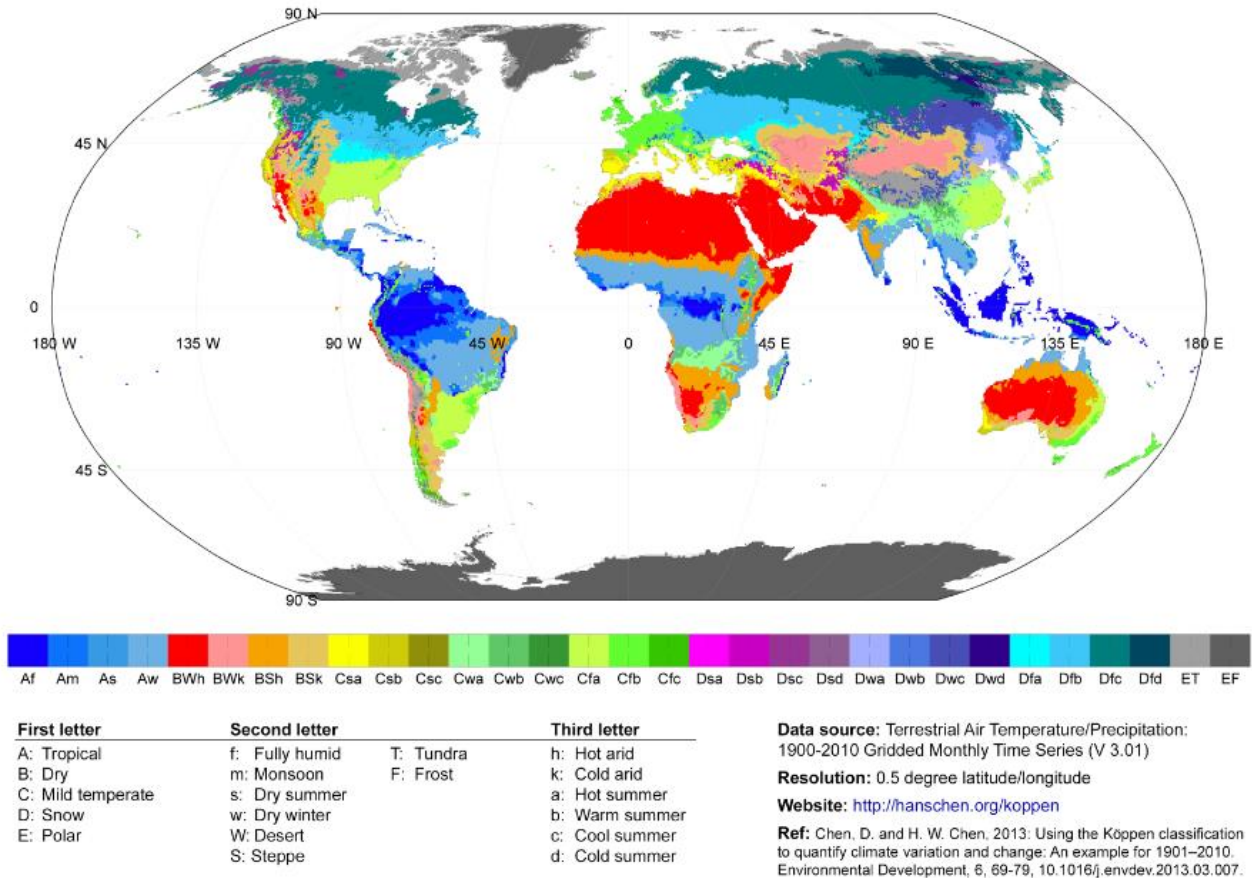 90 N
45 N
0
180 W
135 W
90 W
45 W
0
45 E
90 E
135 E
180 E
45 S
90 S
Af Am As Aw BWh BWk BSh BSk Csa Csb Csc Cwa Cwb Cwc Cfa Cfb Cfc Dsa Dsb Dsc Dsd Dwa Dwb Dwc Dwd Dfa Dfb Dfc Dfd ET EF
First letter
A: Tropical
B: Dry
C: Mild temperate
D: Snow
E: Polar
Second letter
f: Fully humid
m: Monsoon
s: Dry summer
w: Dry winter
W: Desert
S: Steppe
T: Tundra
F: Frost
Third letter
h: Hot arid
k: Cold arid
a: Hot summer
b: Warm summer
c: Cool summer
d: Cold summer
Data source: Terrestrial Air Temperature/Precipitation:
1900-2010 Gridded Monthly Time Series (V 3.01)
Resolution: 0.5 degree latitude/longitude
Website: http://hanschen.org/koppen
Ref: Chen, D. and H. W. Chen, 2013: Using the Köppen classification
to quantify climate variation and change: An example for 1901–2010.
Environmental Development, 6, 69-79, 10.1016/j.envdev.2013.03.007.